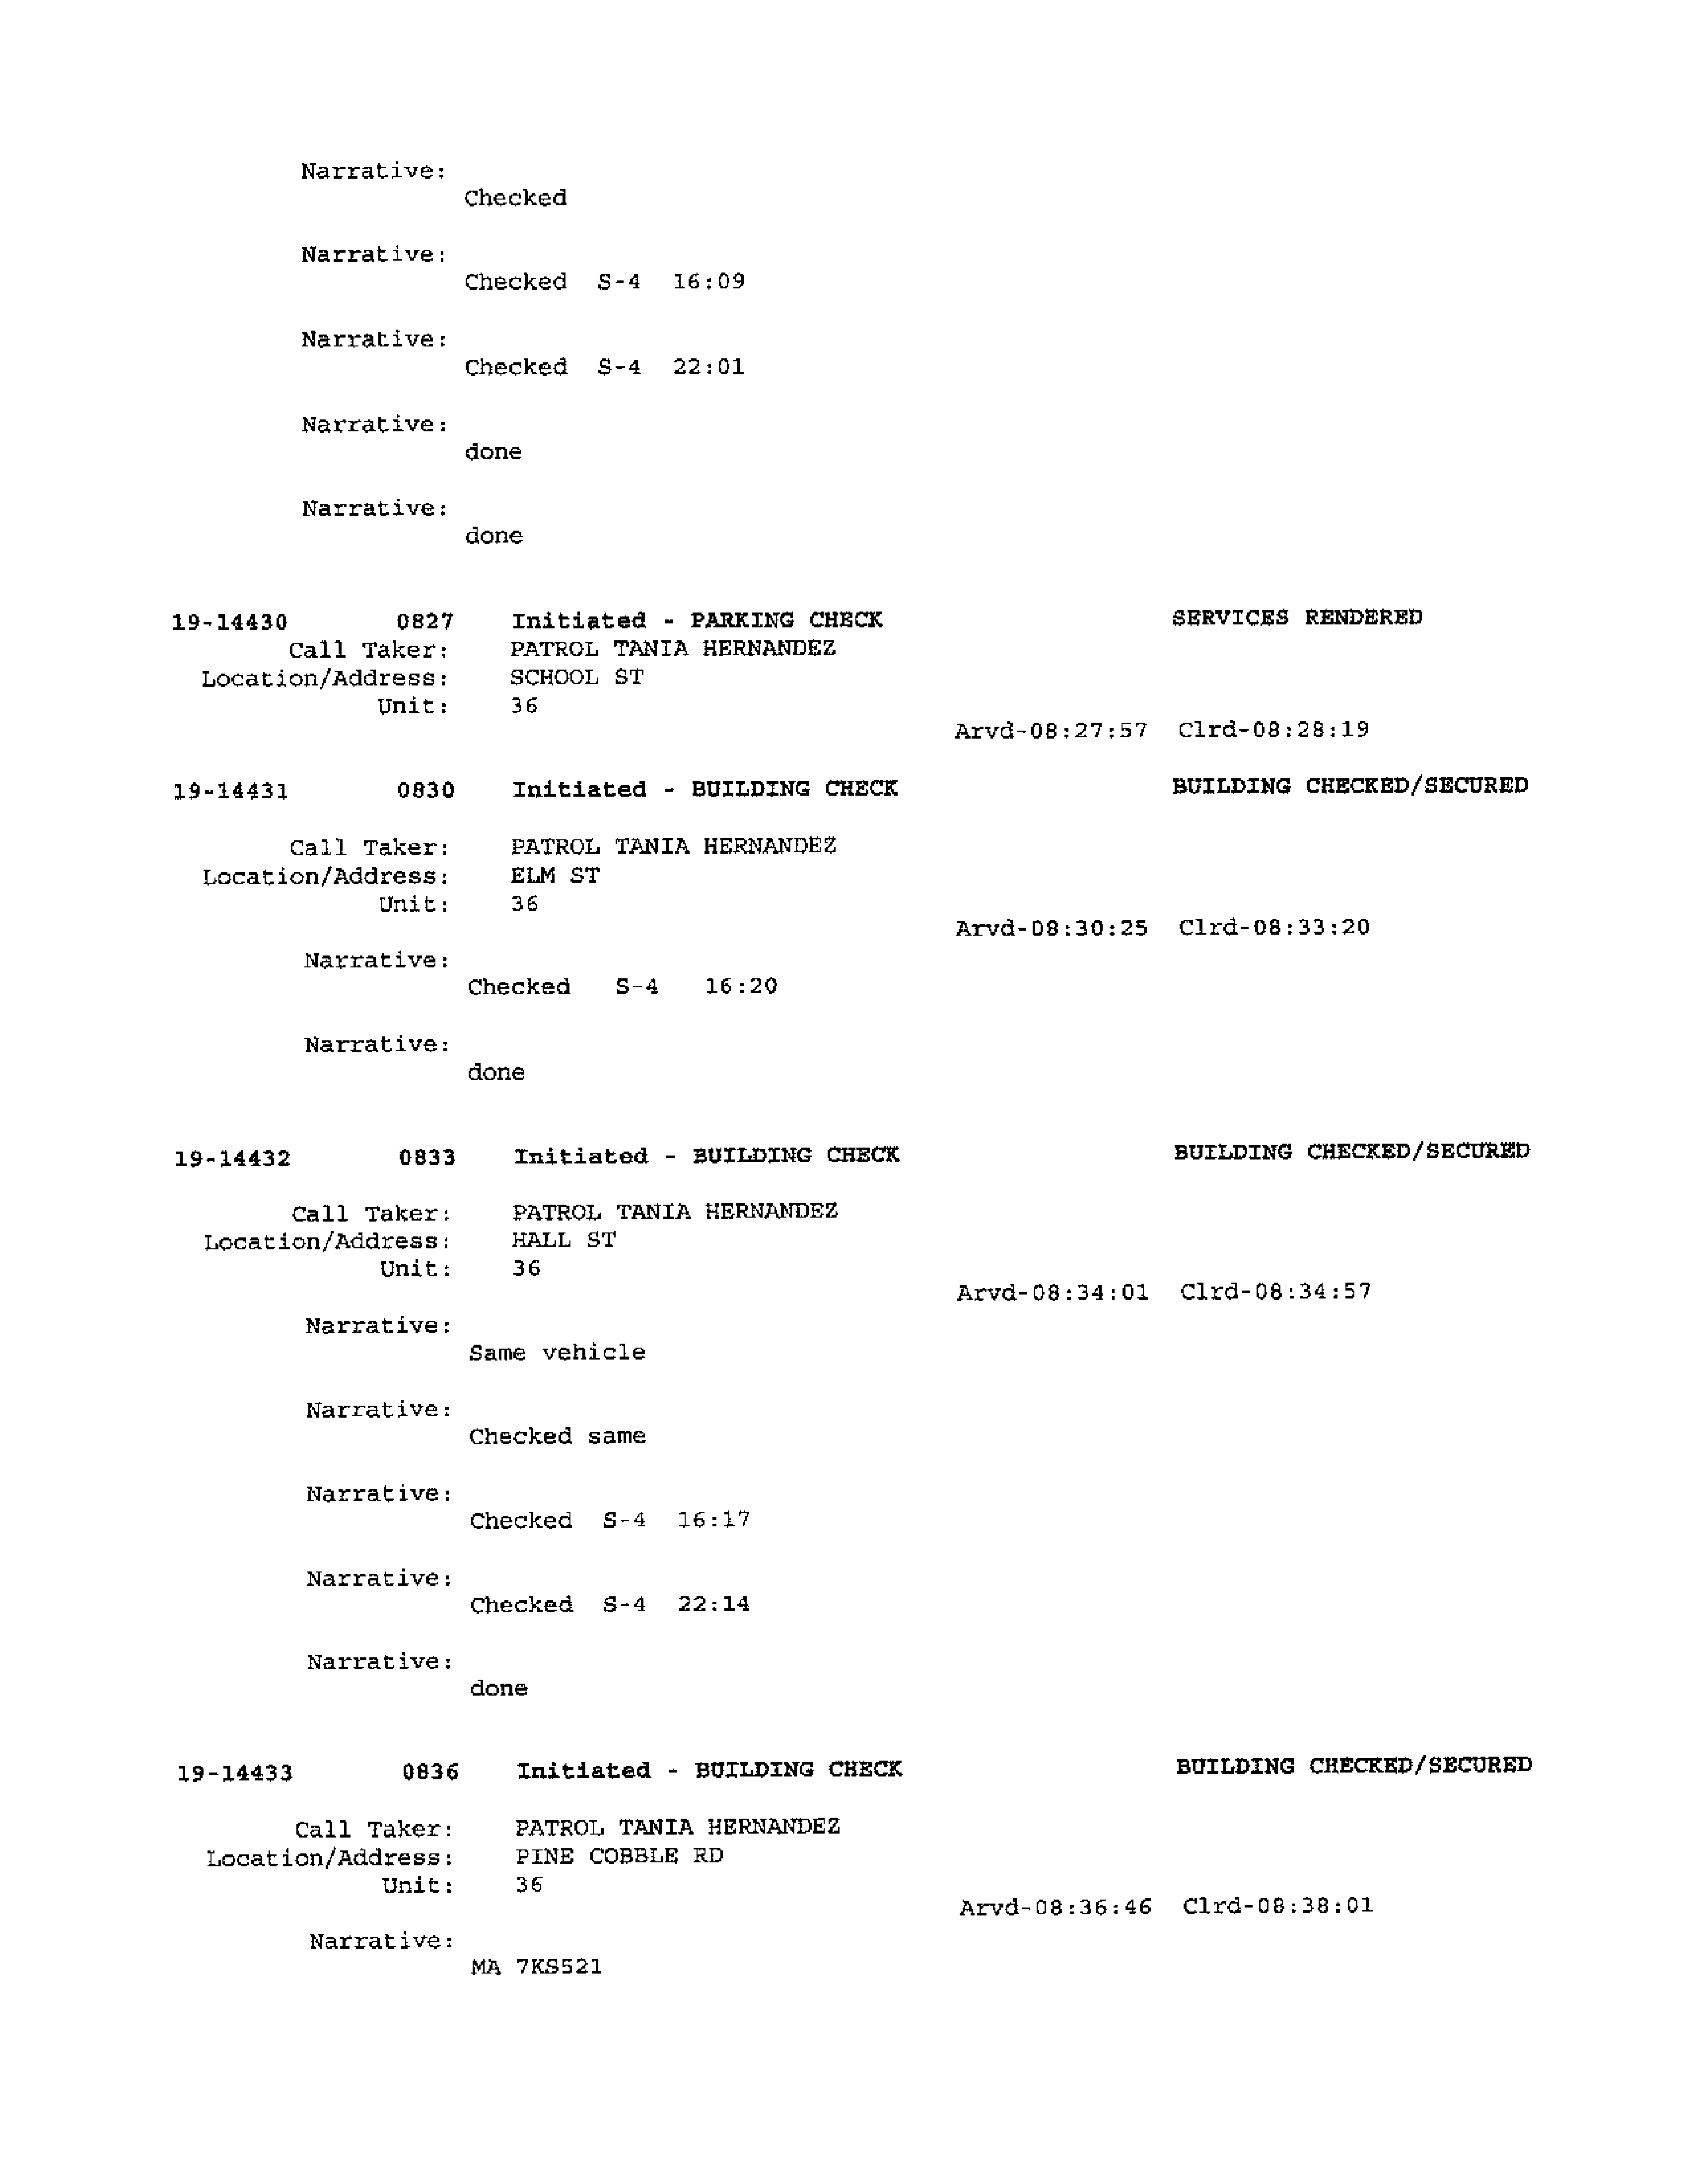 Narrative:
Checked
Narrative:
Checked S-4 16:09
Narrative:
Checked S-4 22:01
Narrative:
done
Narrative:
done
19-14430 0827 Initiated - PARKING CHECK SERVICES RENDERED
Call Taker: PATROL TANIA HERNANDEZ
Location/Address: SCHOOL ST
Unit: 36
Arvd-08:27:57 Clrd-08:28:19
19-14431 0830 Initiated - BUILDING CHECK BUILDING CHECKED/SECURED
Call Taker: PATROL TANIA HERNANDEZ
Location/Address: ELM ST
Unit: 36
Arvd-08:30:25 Clrd-08:33:20
Narrative:
Checked S-4 16:20
Narrative:
done
19-14432 0833 Initiated - BUILDING CHECK BUILDING CHECKED/SECURED
Call Taker: PATROL TANIA HERNANDEZ
Location/Address: HALL ST
Unit: 36
Arvd-08:34:01 Clrd-08:34:57
Narrative:
Same vehicle
Narrative:
Checked same
Narrative:
Checked S-4 16:17
Narrative:
Checked S-4 22:14
Narrative:
done
19-14433 0836 Initiated - BUILDING CHECK BUILDING CHECKED/SECURED
Call Taker: PATROL TANIA HERNANDEZ
Location/Address: PINE COBBLE RD
Unit: 36
Arvd-08:36:46 Clrd-08:38:01
Narrative:
MA 7KS521